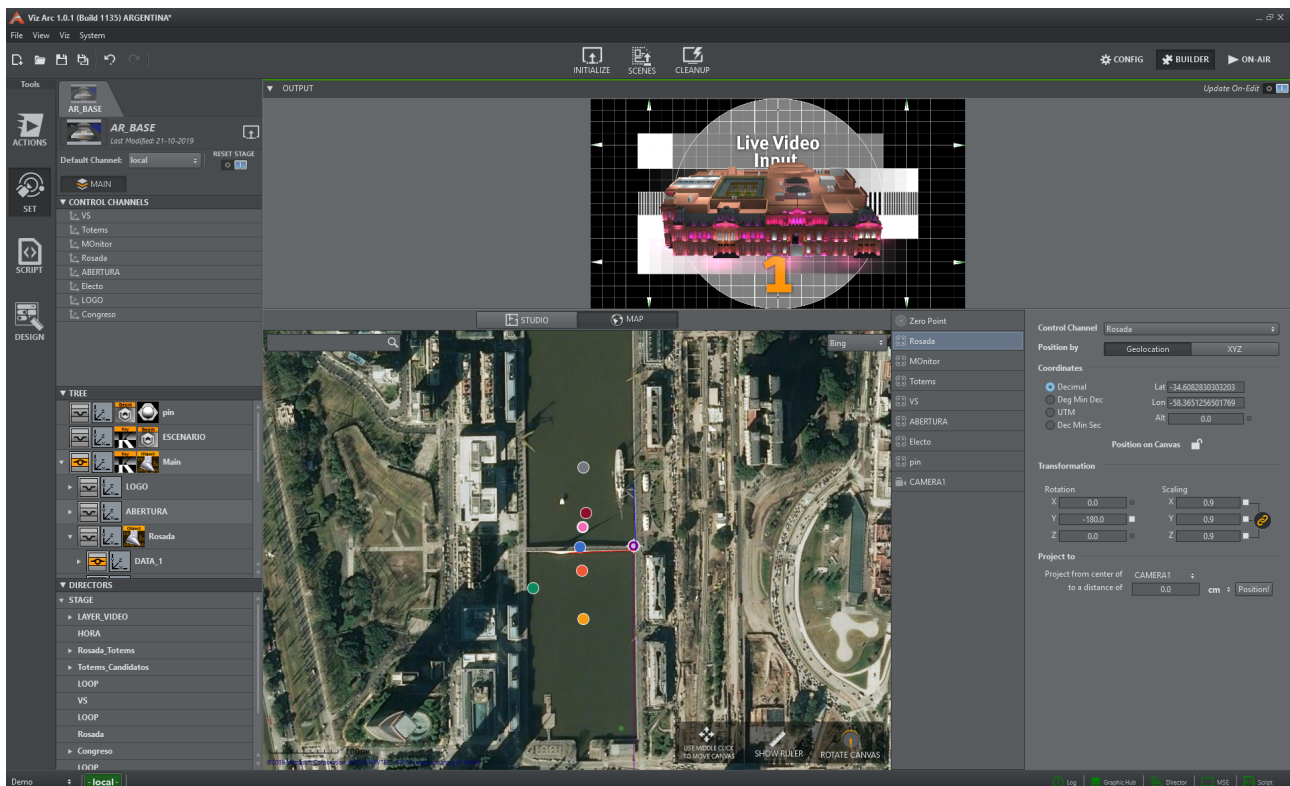 Viz Arc 1.0.1 (Build 1135) ARGENTINA*
File View Viz System
INITIALIZE SCENES CLEANUP
CONFIG BUILDER ON-AIR
Tools
ACTIONS
SET
SCRIPT
DESIGN
AR_BASE
AR_BASE
Last Modified: 21-10-2019
Default Channel: local
RESET STAGE
MAIN
CONTROL CHANNELS
VS
Totems
MOnitor
Rosada
ABERTURA
Electo
LOGO
Congreso
TREE
pin
ESCENARIO
Main
LOGO
ABERTURA
Rosada
DATA_1
DIRECTORS
STAGE
LAYER_VIDEO
HORA
Rosada_Totems
Totems_Candidatos
LOOP
VS
LOOP
Rosada
Congreso
LOOP
OUTPUT
Update On-Edit
Live Video
Input
1
STUDIO MAP
Bing
USE MIDDLE CLICK
TO MOVE CANVAS
SHOW RULER
ROTATE CANVAS
Zero Point
Rosada
MOnitor
Totems
VS
ABERTURA
Electo
pin
CAMERA1
Control Channel Rosada
Position by Geolocation XYZ
Coordinates
Decimal Lat -34.6082830303203
Deg Min Dec Lon -58.3651256501769
UTM Alt 0.0
Dec Min Sec
Position on Canvas
Transformation
Rotation Scaling
X 0.0 X 0.9
Y -180.0 Y 0.9
Z 0.0 Z 0.9
Project to
Project from center of CAMERA1
to a distance of 0.0 cm Position!
Demo -local-
Log Graphic Hub Director MSE Script